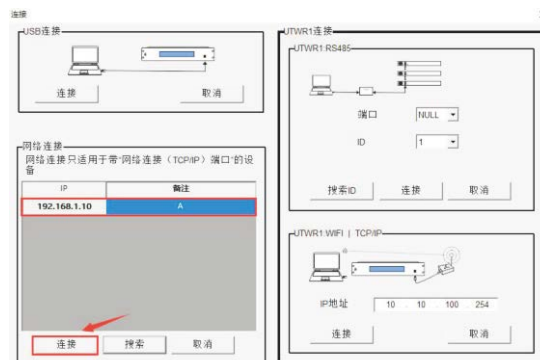 连接
USB连接
连接
取消
网络连接
网络连接只适用于带“网络连接（TCP/IP）端口”的设
备
IP
备注
192.168.1.10
A
连接
搜索
取消
UTWR1连接
UTWR1:RS485
端口
NULL
ID
1
搜索ID
连接
取消
UTWR1:WIFI | TCP/IP
IP地址
10 . 10 . 100 . 254
连接
取消